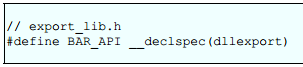 // export_lib.h
#define BAR_API __declspec(dllexport)